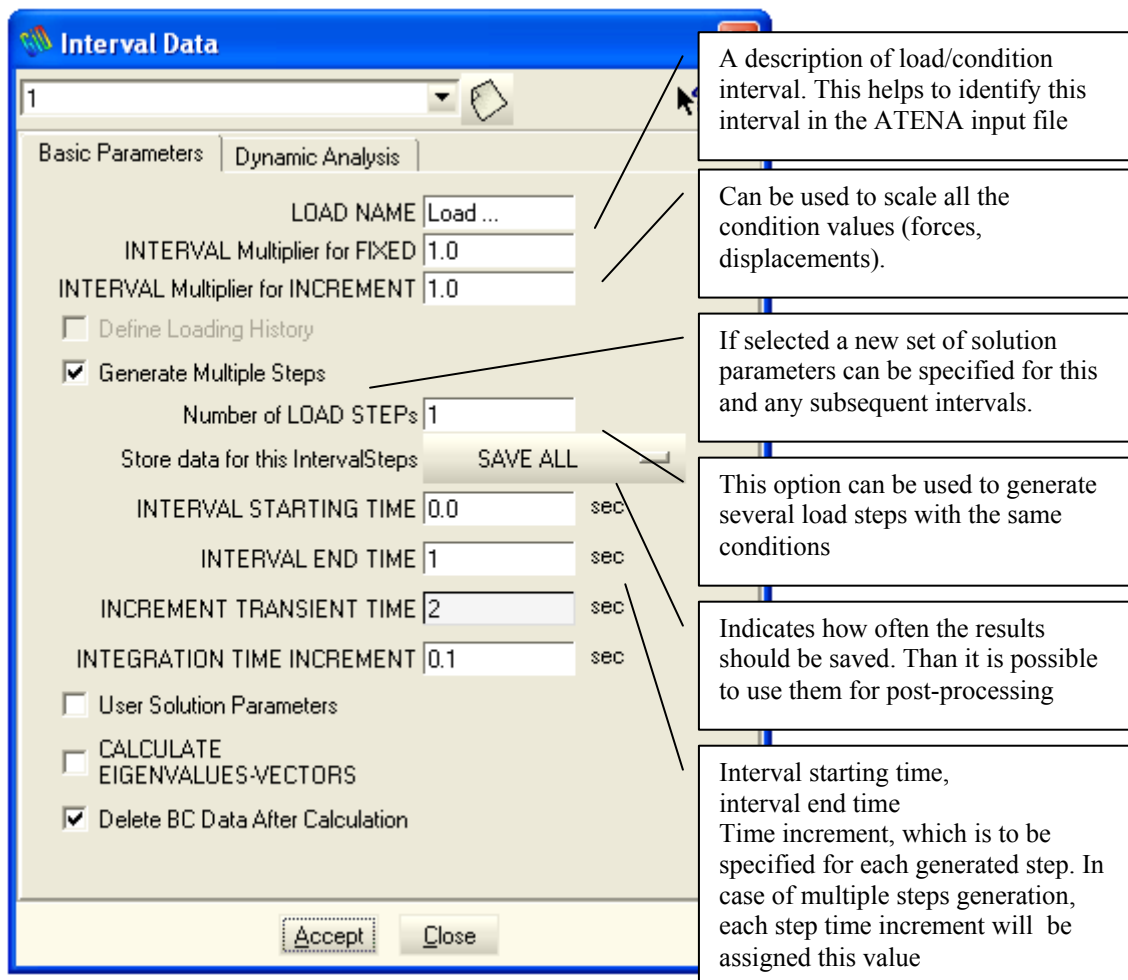 Interval Data
1
Basic Parameters
Dynamic Analysis
LOAD NAME Load ...
INTERVAL Multiplier for FIXED 1.0
INTERVAL Multiplier for INCREMENT 1.0
Define Loading History
Generate Multiple Steps
Number of LOAD STEPs 1
Store data for this IntervalSteps SAVE ALL
INTERVAL STARTING TIME 0.0 sec
INTERVAL END TIME 1 sec
INCREMENT TRANSIENT TIME 2 sec
INTEGRATION TIME INCREMENT 0.1 sec
User Solution Parameters
CALCULATE
EIGENVALUES-VECTORS
Delete BC Data After Calculation
Accept
Close
A description of load/condition
interval. This helps to identify this
interval in the ATENA input file
Can be used to scale all the
condition values (forces,
displacements).
If selected a new set of solution
parameters can be specified for this
and any subsequent intervals.
This option can be used to generate
several load steps with the same
conditions
Indicates how often the results
should be saved. Than it is possible
to use them for post-processing
Interval starting time,
interval end time
Time increment, which is to be
specified for each generated step. In
case of multiple steps generation,
each step time increment will  be
assigned this value